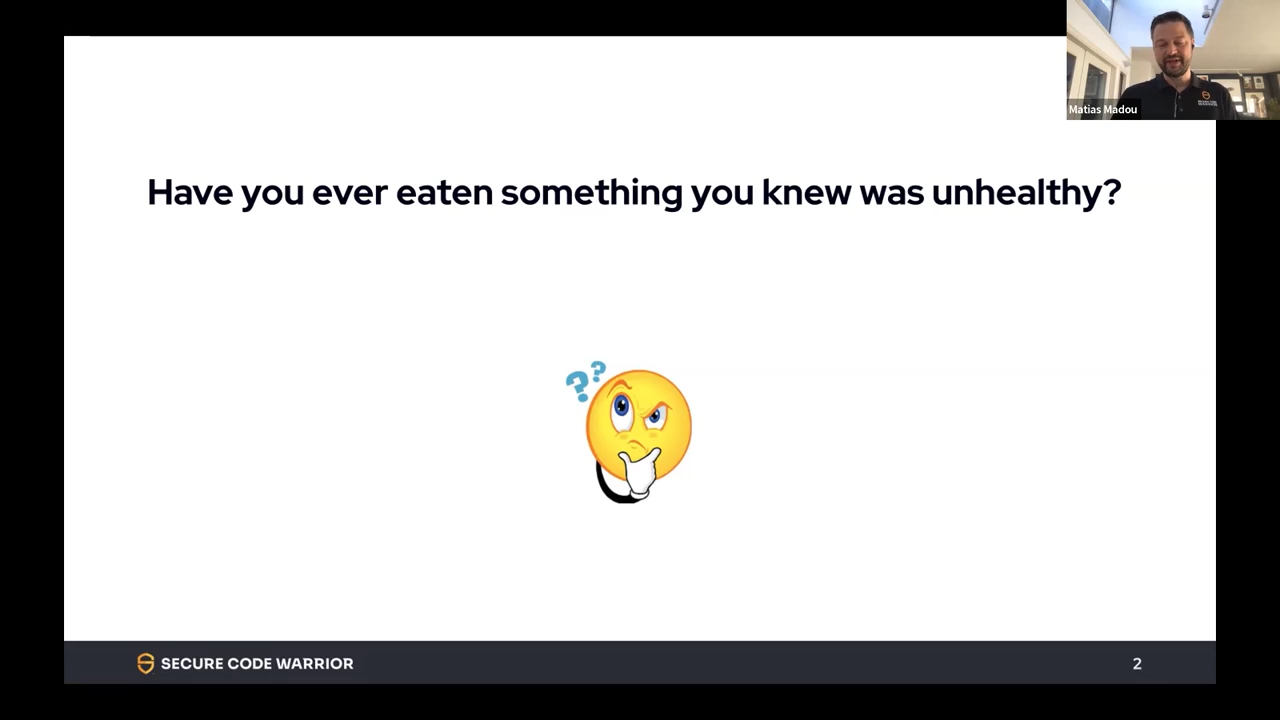 Matias Madou
Have you ever eaten something you knew was unhealthy?
? ?
SECURE CODE WARRIOR
2